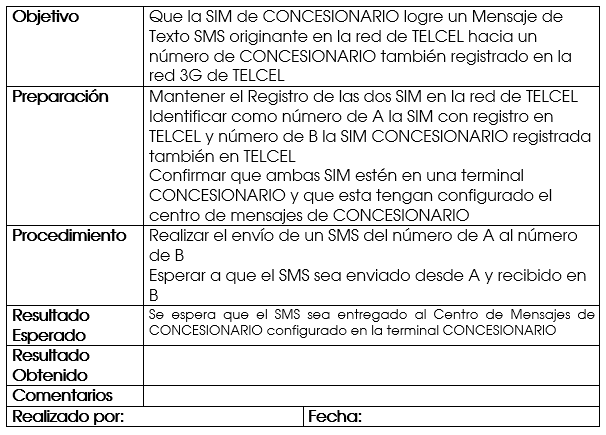 Objetivo
Que la SIM de CONCESIONARIO logre un Mensaje de
Texto SMS originante en la red de TELCEL hacia un
número de CONCESIONARIO también registrado en la
red 3G de TELCEL
Preparación
Mantener el Registro de las dos SIM en la red de TELCEL
Identificar como número de A la SIM con registro en
TELCEL y número de B la SIM CONCESIONARIO registrada
también en TELCEL
Confirmar que ambas SIM estén en una terminal
CONCESIONARIO y que esta tengan configurado el
centro de mensajes de CONCESIONARIO
Procedimiento
Realizar el envío de un SMS del número de A al número
de B
Esperar a que el SMS sea enviado desde A y recibido en
B
Resultado
Esperado
Se espera que el SMS sea entregado al Centro de Mensajes de
CONCESIONARIO configurado en la terminal CONCESIONARIO
Resultado
Obtenido
Comentarios
Realizado por:
Fecha: